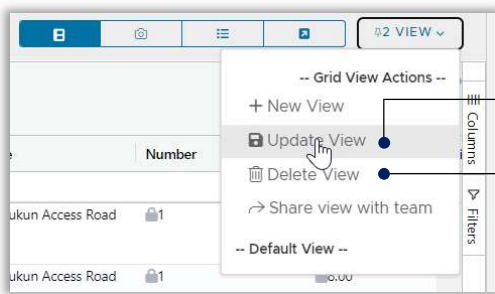 2 VIEW
-- Grid View Actions --
+ New View
Update View
Delete View
Share view with team
-- Default View --
Number
Columns
Filters
ukun Access Road
1
ukun Access Road
1
6.00